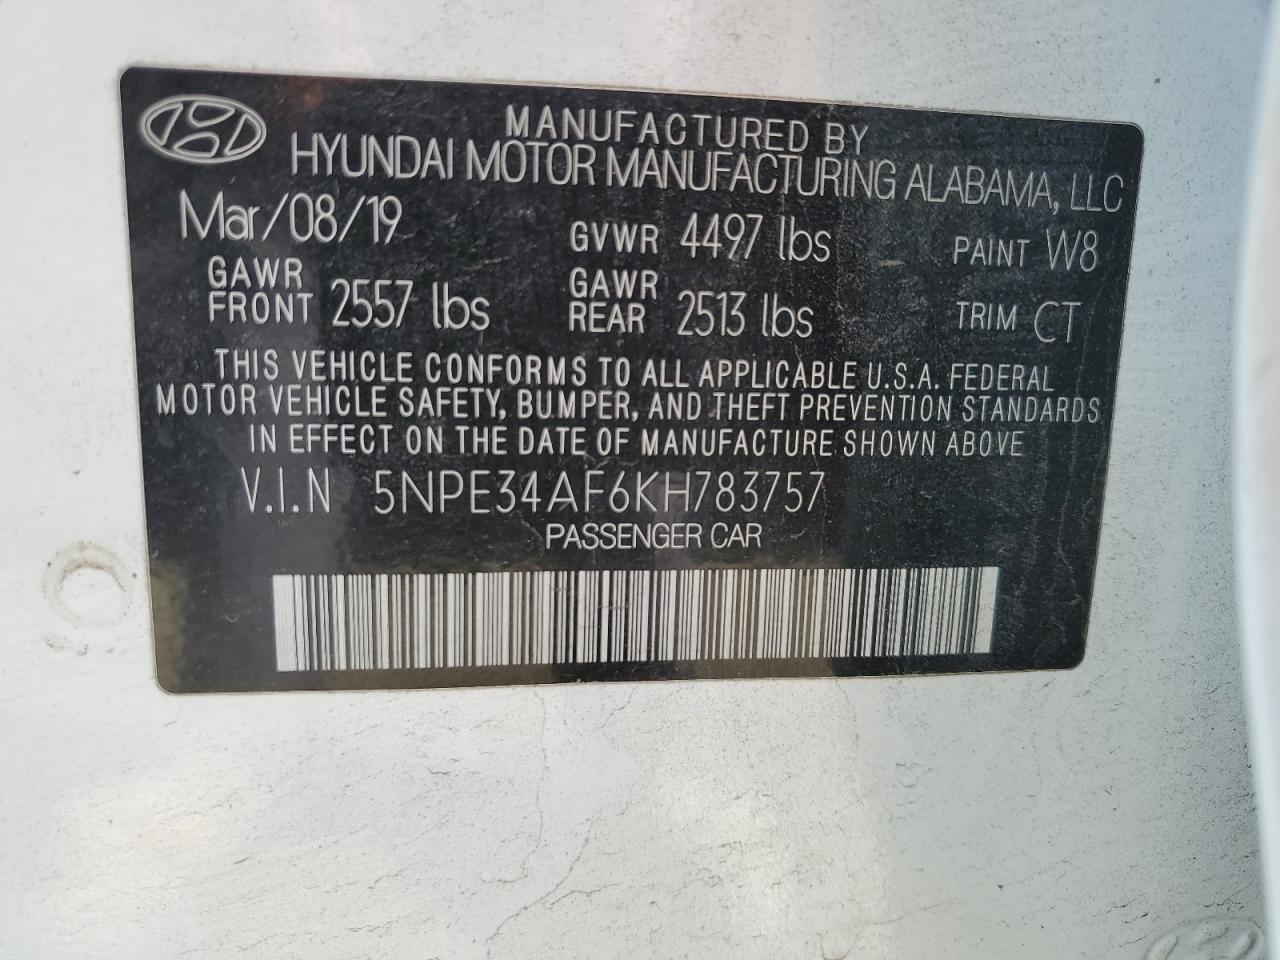 MANUFACTURED BY
HYUNDAI MOTOR MANUFACTURING ALABAMA, LLC
Mar/08/19 GVWR 4497 lbs PAINT W8
GAWR FRONT 2557 lbs GAWR REAR 2513 lbs TRIM CT
THIS VEHICLE CONFORMS TO ALL APPLICABLE U.S.A. FEDERAL
MOTOR VEHICLE SAFETY, BUMPER, AND THEFT PREVENTION STANDARDS
IN EFFECT ON THE DATE OF MANUFACTURE SHOWN ABOVE
V.I.N 5NPE34AF6KH783757
PASSENGER CAR